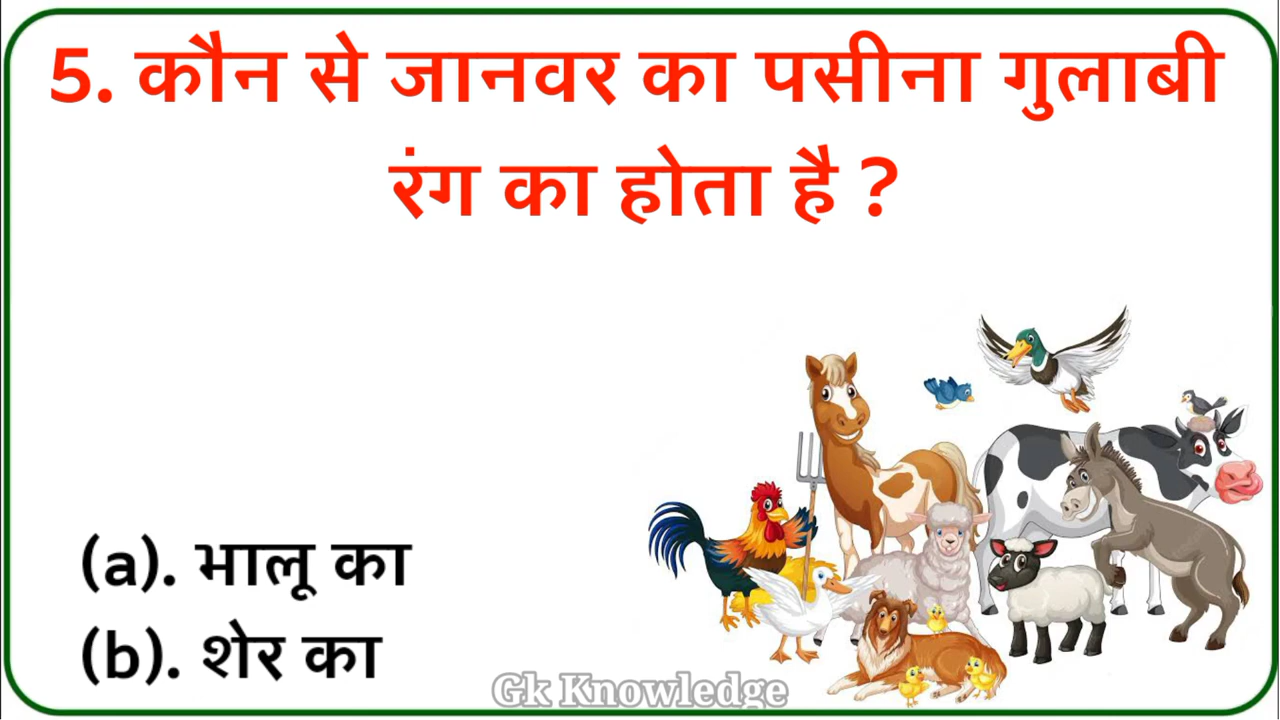 5. कौन से जानवर का पसीना गुलाबी
रंग का होता है ?
(a). भालू का
(b). शेर का
Gk Knowledge